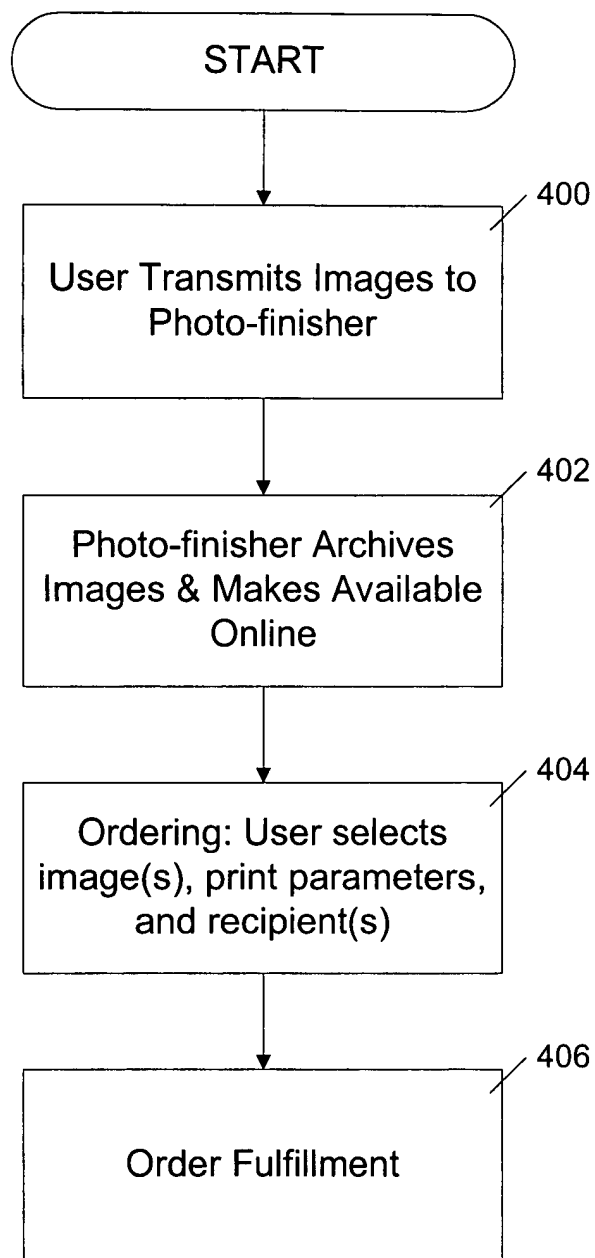 START
400
User Transmits Images to
Photo-finisher
402
Photo-finisher Archives
Images & Makes Available
Online
404
Ordering: User selects
image(s), print parameters,
and recipient(s)
406
Order Fulfillment